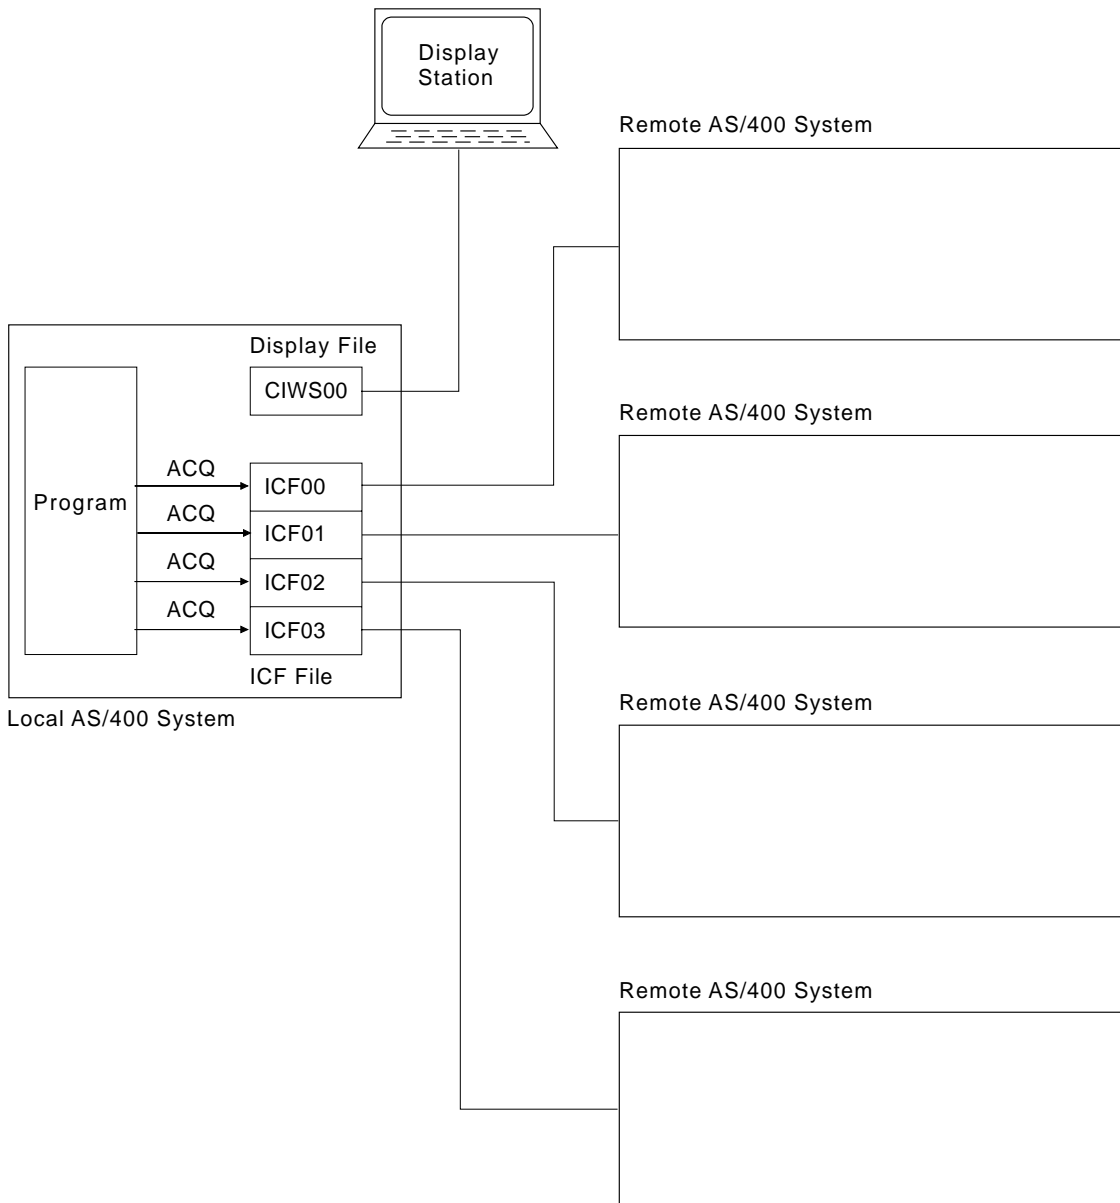 Display
Station
Remote AS/400 System
Display File
CIWS00
Remote AS/400 System
Program
ACQ
ICF00
ACQ
ICF01
ACQ
ICF02
ACQ
ICF03
ICF File
Local AS/400 System
Remote AS/400 System
Remote AS/400 System